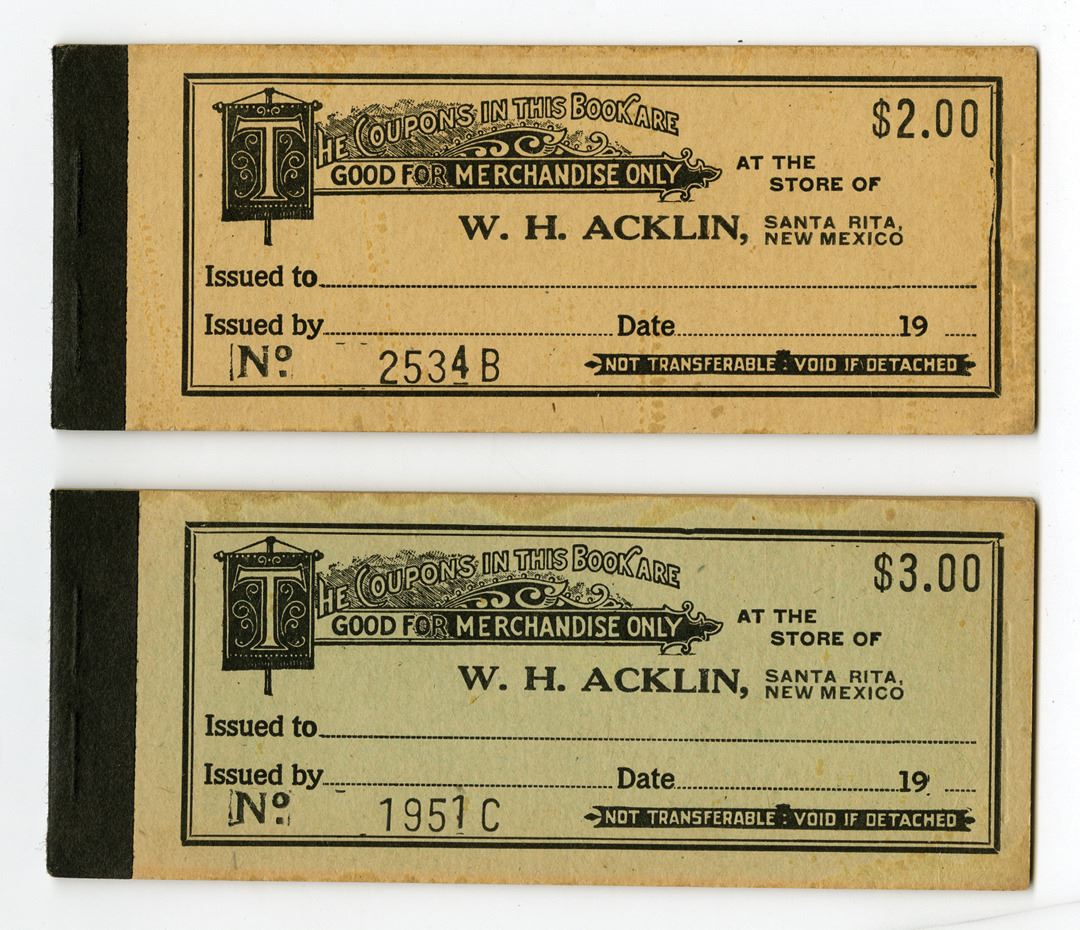 THE COUPONS IN THIS BOOK ARE
$2.00
GOOD FOR MERCHANDISE ONLY
AT THE
STORE OF
W. H. ACKLIN, SANTA RITA,
NEW MEXICO
Issued to
Issued by Date 19
Nº 2534 B NOT TRANSFERABLE : VOID IF DETACHED
THE COUPONS IN THIS BOOK ARE
$3.00
GOOD FOR MERCHANDISE ONLY
AT THE
STORE OF
W. H. ACKLIN, SANTA RITA,
NEW MEXICO
Issued to
Issued by Date 19
Nº 1951 C NOT TRANSFERABLE : VOID IF DETACHED